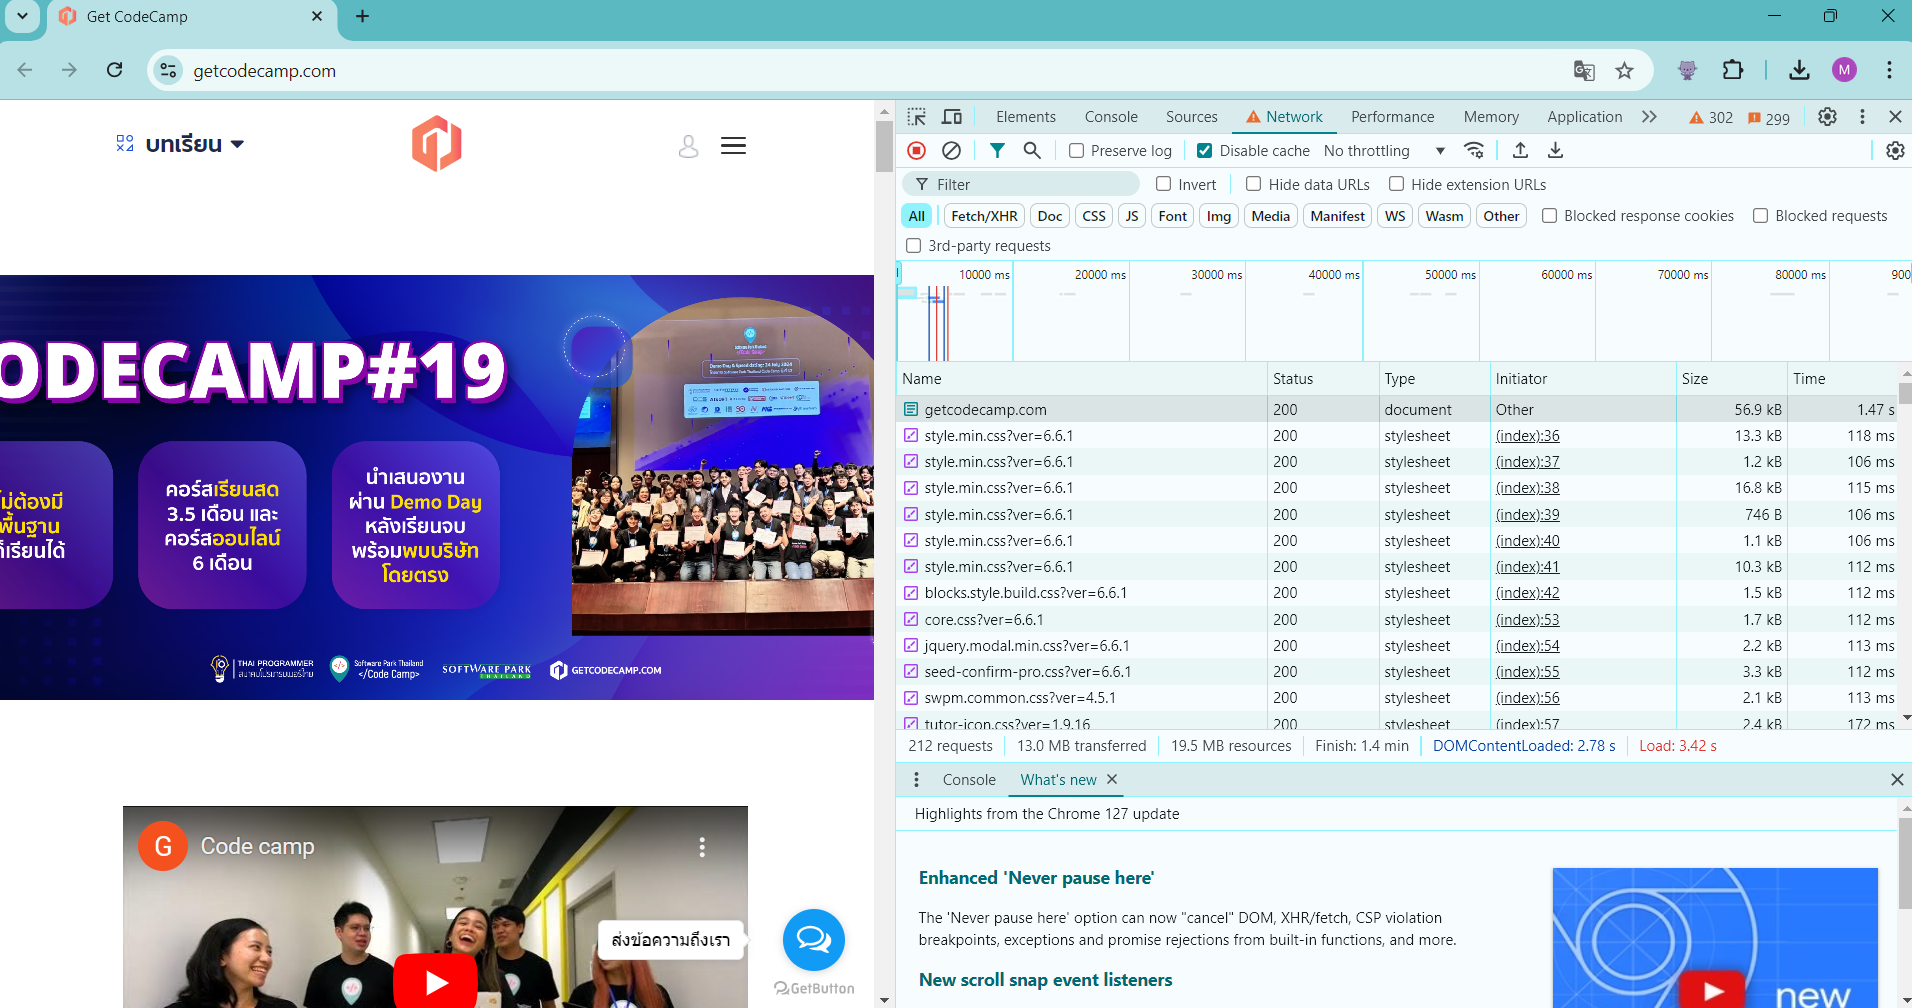 Get CodeCamp
getcodecamp.com
M
บทเรียน
ODECAMP#19
ไม่ต้องมี
พื้นฐาน
ก็เรียนได้
คอร์สเรียนสด
3.5 เดือน และ
คอร์สออนไลน์
6 เดือน
นำเสนองาน
ผ่าน Demo Day
หลังเรียนจบ
พร้อมพบบริษัท
โดยตรง
THAI PROGRAMMER
สมาคมโปรแกรมเมอร์ไทย
Software Park Thailand
</Code Camp>
SOFTWARE PARK
THAILAND
GETCODECAMP.COM
G Code camp
ส่งข้อความถึงเรา
GetButton
Elements Console Sources Network Performance Memory Application 302 299
Preserve log Disable cache No throttling
Filter Invert Hide data URLs Hide extension URLs
All Fetch/XHR Doc CSS JS Font Img Media Manifest WS Wasm Other Blocked response cookies Blocked requests
3rd-party requests
10000 ms 20000 ms 30000 ms 40000 ms 50000 ms 60000 ms 70000 ms 80000 ms 900
Name Status Type Initiator Size Time
getcodecamp.com 200 document Other 56.9 kB 1.47 s
style.min.css?ver=6.6.1 200 stylesheet (index):36 13.3 kB 118 ms
style.min.css?ver=6.6.1 200 stylesheet (index):37 1.2 kB 106 ms
style.min.css?ver=6.6.1 200 stylesheet (index):38 16.8 kB 115 ms
style.min.css?ver=6.6.1 200 stylesheet (index):39 746 B 106 ms
style.min.css?ver=6.6.1 200 stylesheet (index):40 1.1 kB 106 ms
style.min.css?ver=6.6.1 200 stylesheet (index):41 10.3 kB 112 ms
blocks.style.build.css?ver=6.6.1 200 stylesheet (index):42 1.5 kB 112 ms
core.css?ver=6.6.1 200 stylesheet (index):53 1.7 kB 112 ms
jquery.modal.min.css?ver=6.6.1 200 stylesheet (index):54 2.2 kB 113 ms
seed-confirm-pro.css?ver=6.6.1 200 stylesheet (index):55 3.3 kB 112 ms
swpm.common.css?ver=4.5.1 200 stylesheet (index):56 2.1 kB 113 ms
tutor-icon.css?ver=1.9.16 200 stylesheet (index):57 2.4 kB 172 ms
212 requests 13.0 MB transferred 19.5 MB resources Finish: 1.4 min DOMContentLoaded: 2.78 s Load: 3.42 s
Console What's new
Highlights from the Chrome 127 update
Enhanced 'Never pause here'
The 'Never pause here' option can now "cancel" DOM, XHR/fetch, CSP violation
breakpoints, exceptions and promise rejections from built-in functions, and more.
New scroll snap event listeners
new